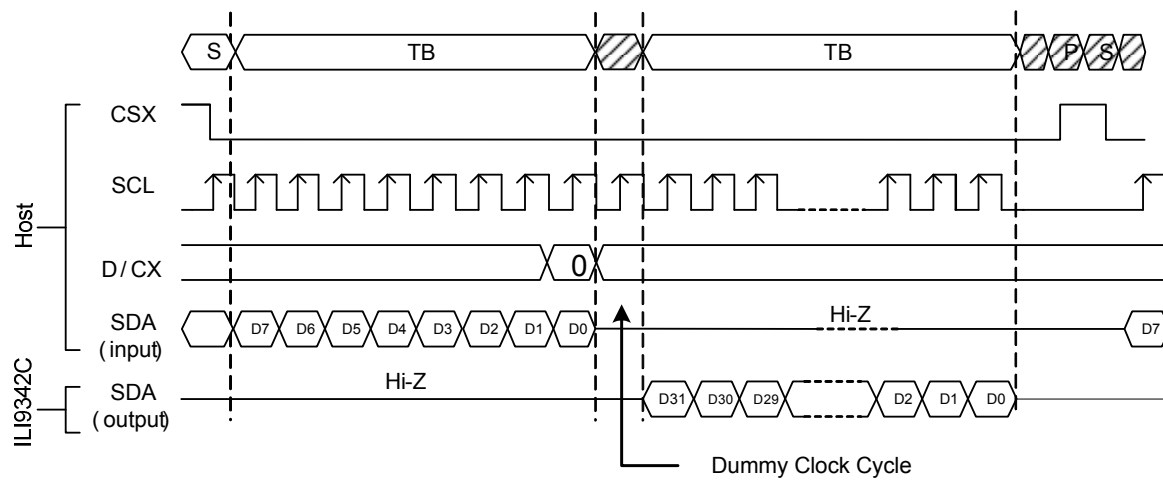 S TB TB P S
CSX
SCL
D/CX 0
SDA
(input)
D7 D6 D5 D4 D3 D2 D1 D0 Hi-Z D7
SDA
(output)
Hi-Z D31 D30 D29 D2 D1 D0
Host
ILI9342C
Dummy Clock Cycle